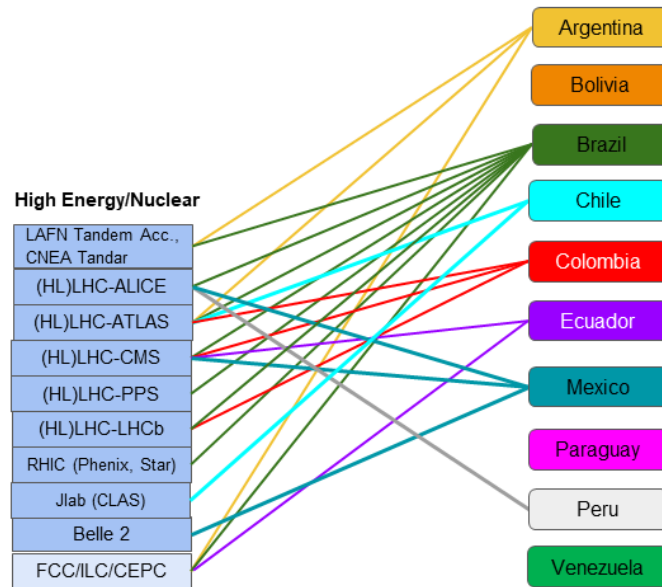 High Energy/Nuclear
LAFN Tandem Acc.,
CNEA Tandar
(HL)LHC-ALICE
(HL)LHC-ATLAS
(HL)LHC-CMS
(HL)LHC-PPS
(HL)LHC-LHCb
RHIC (Phenix, Star)
Jlab (CLAS)
Belle 2
FCC/ILC/CEPC
Argentina
Bolivia
Brazil
Chile
Colombia
Ecuador
Mexico
Paraguay
Peru
Venezuela